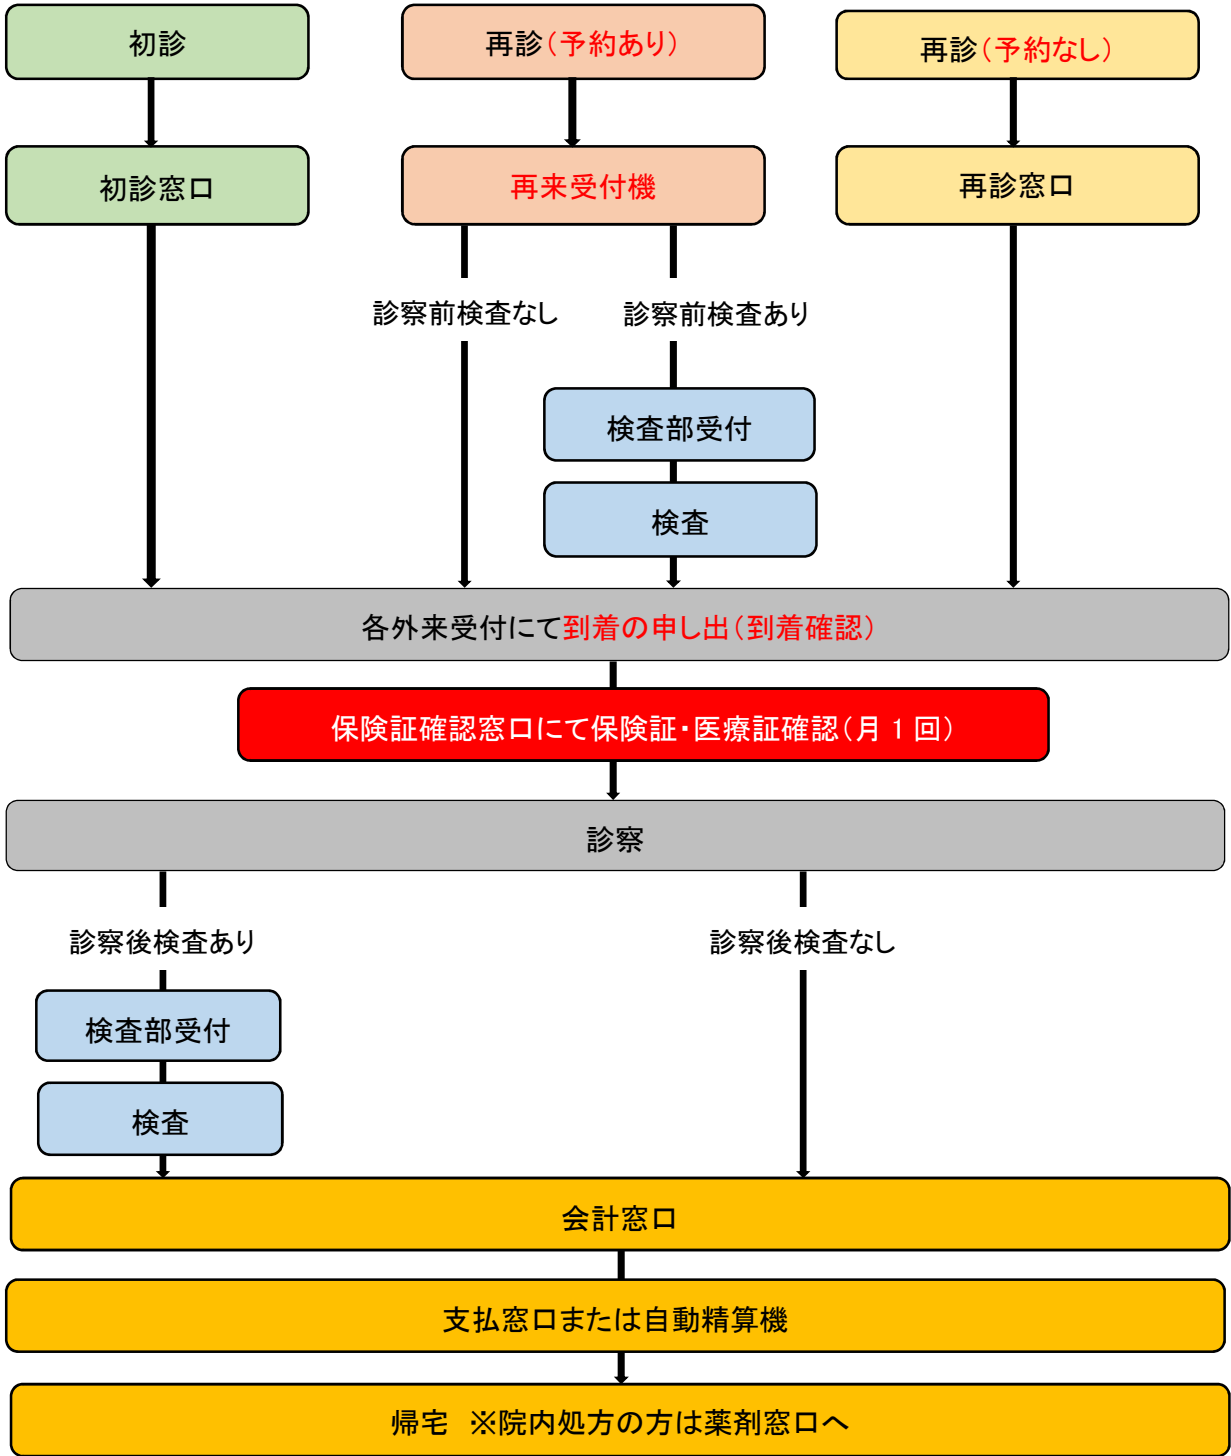 初診
再診（予約あり）
再診（予約なし）
初診窓口
再来受付機
再診窓口
診察前検査なし
診察前検査あり
検査部受付
検査
各外来受付にて到着の申し出（到着確認）
保険証確認窓口にて保険証・医療証確認（月１回）
診察
診察後検査あり
診察後検査なし
検査部受付
検査
会計窓口
支払窓口または自動精算機
帰宅　※院内処方の方は薬剤窓口へ